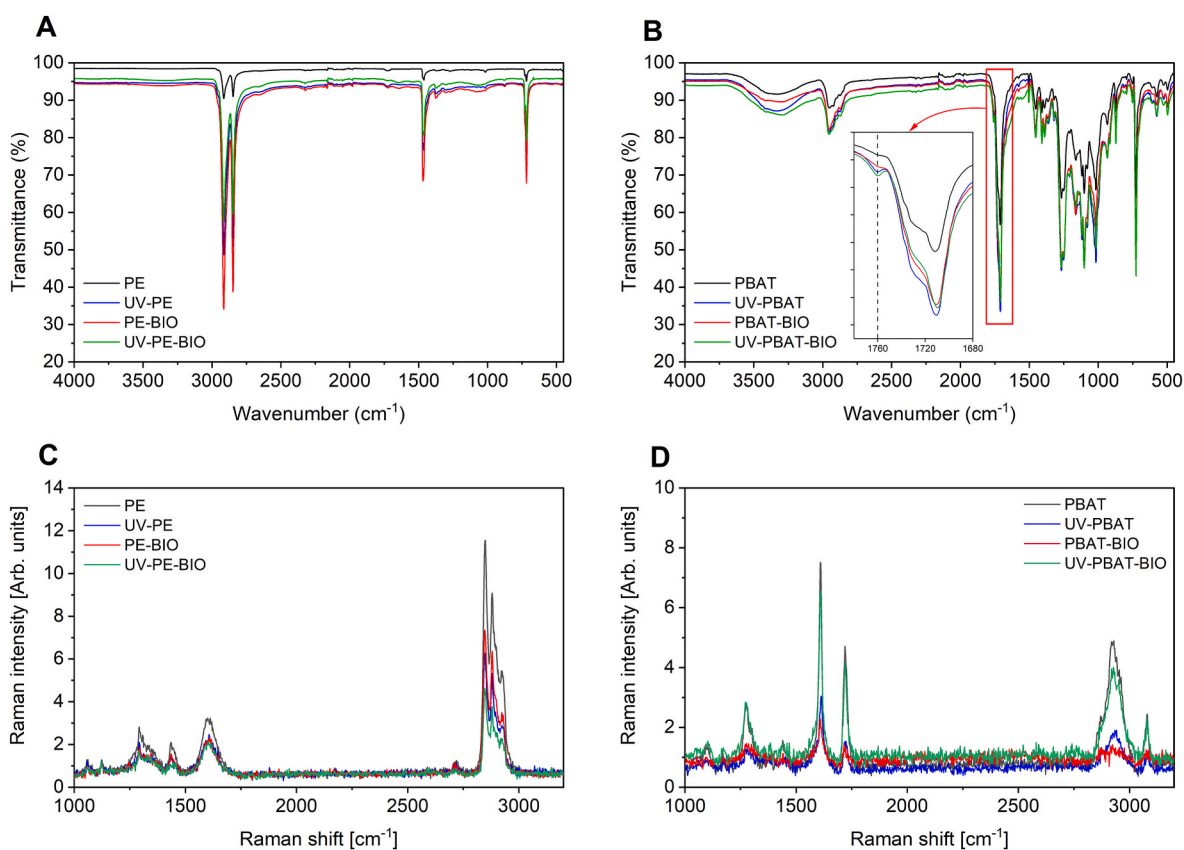 A
Transmittance (%)
100
90
80
70
60
50
40
30
20
PE
UV-PE
PE-BIO
UV-PE-BIO
4000 3500 3000 2500 2000 1500 1000 500
Wavenumber (cm⁻¹)
B
Transmittance (%)
100
90
80
70
60
50
40
30
20
1760 1720 1680
PBAT
UV-PBAT
PBAT-BIO
UV-PBAT-BIO
4000 3500 3000 2500 2000 1500 1000 500
Wavenumber (cm⁻¹)
C
Raman intensity [Arb. units]
14
12
10
8
6
4
2
0
PE
UV-PE
PE-BIO
UV-PE-BIO
1000 1500 2000 2500 3000
Raman shift [cm⁻¹]
D
Raman intensity [Arb. units]
10
8
6
4
2
0
PBAT
UV-PBAT
PBAT-BIO
UV-PBAT-BIO
1000 1500 2000 2500 3000
Raman shift [cm⁻¹]